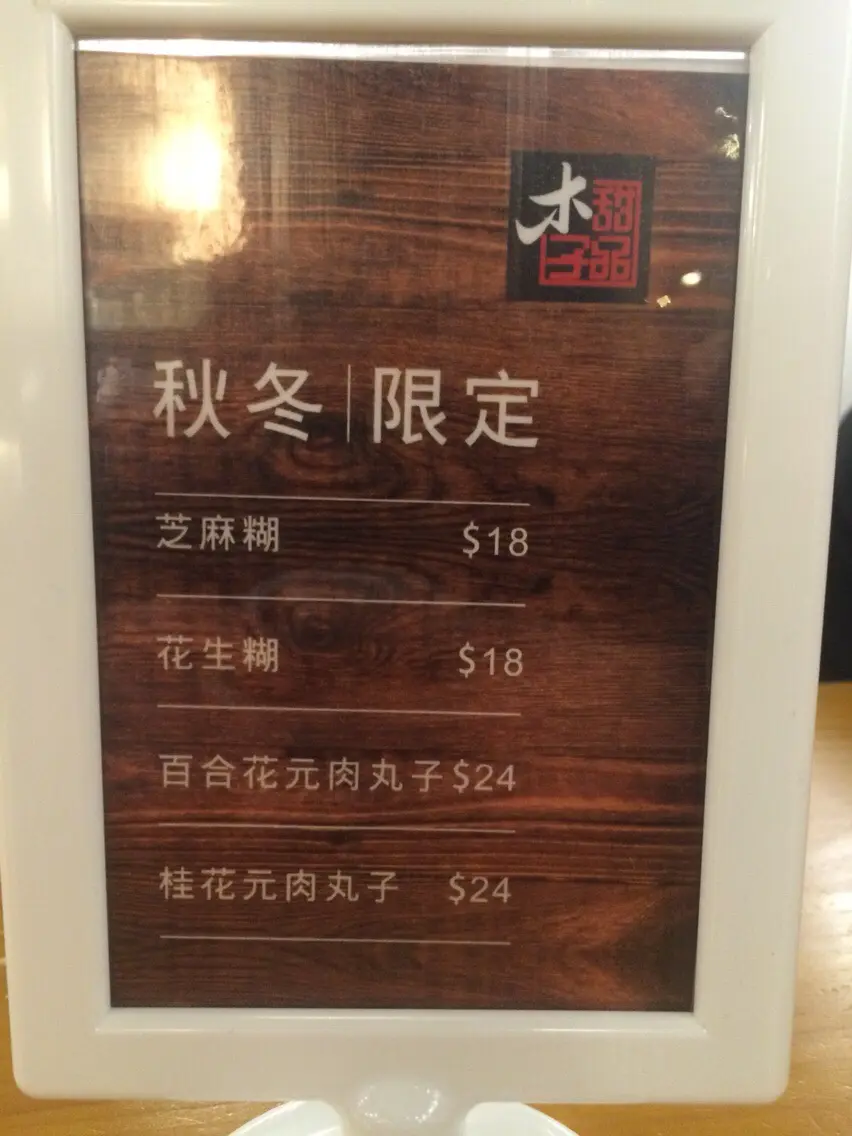 木子甜品
秋冬|限定
芝麻糊 $18
花生糊 $18
百合花元肉丸子 $24
桂花元肉丸子 $24